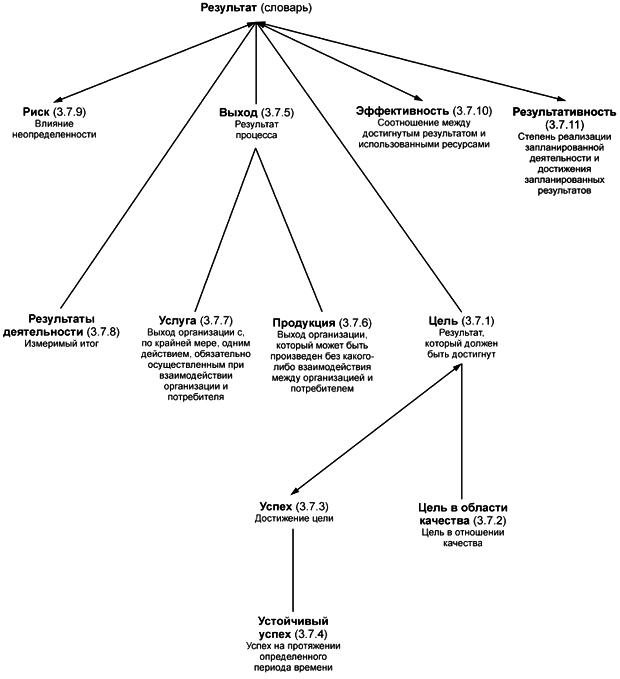 Результат (словарь)
Риск (3.7.9)
Влияние
неопределенности
Выход (3.7.5)
Результат
процесса
Эффективность (3.7.10)
Соотношение между
достигнутым результатом и
использованными ресурсами
Результативность
(3.7.11)
Степень реализации
запланированной
деятельности и
достижения
запланированных
результатов
Результаты
деятельности (3.7.8)
Измеримый итог
Услуга (3.7.7)
Выход организации с,
по крайней мере, одним
действием, обязательно
осуществленным при
взаимодействии
организации и
потребителя
Продукция (3.7.6)
Выход организации,
который может быть
произведен без какого-
либо взаимодействия
между организацией и
потребителем
Цель (3.7.1)
Результат,
который должен
быть достигнут
Успех (3.7.3)
Достижение цели
Цель в области
качества (3.7.2)
Цель в отношении
качества
Устойчивый
успех (3.7.4)
Успех на протяжении
определенного
периода времени